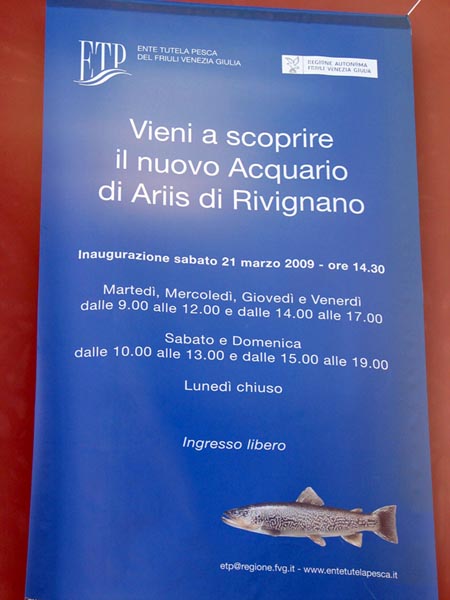 ETP
ENTE TUTELA PESCA
DEL FRIULI VENEZIA GIULIA
REGIONE AUTONOMA
FRIULI VENEZIA GIULIA
Vieni a scoprire
il nuovo Acquario
di Ariis di Rivignano
Inaugurazione sabato 21 marzo 2009 - ore 14.30
Martedì, Mercoledì, Giovedì e Venerdì
dalle 9.00 alle 12.00 e dalle 14.00 alle 17.00
Sabato e Domenica
dalle 10.00 alle 13.00 e dalle 15.00 alle 19.00
Lunedì chiuso
Ingresso libero
etp@regione.fvg.it - www.entetutelapesca.it